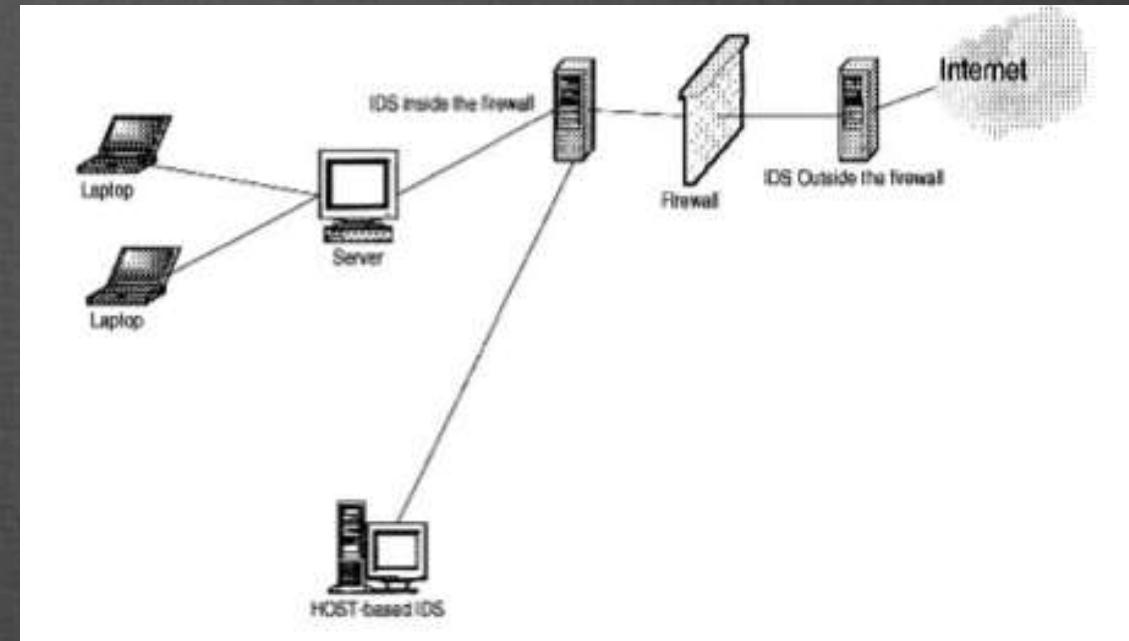 Internet
IDS inside the firewall
Laptop
IDS Outside the firewall
Firewall
Server
Laptop
HOST-based IDS